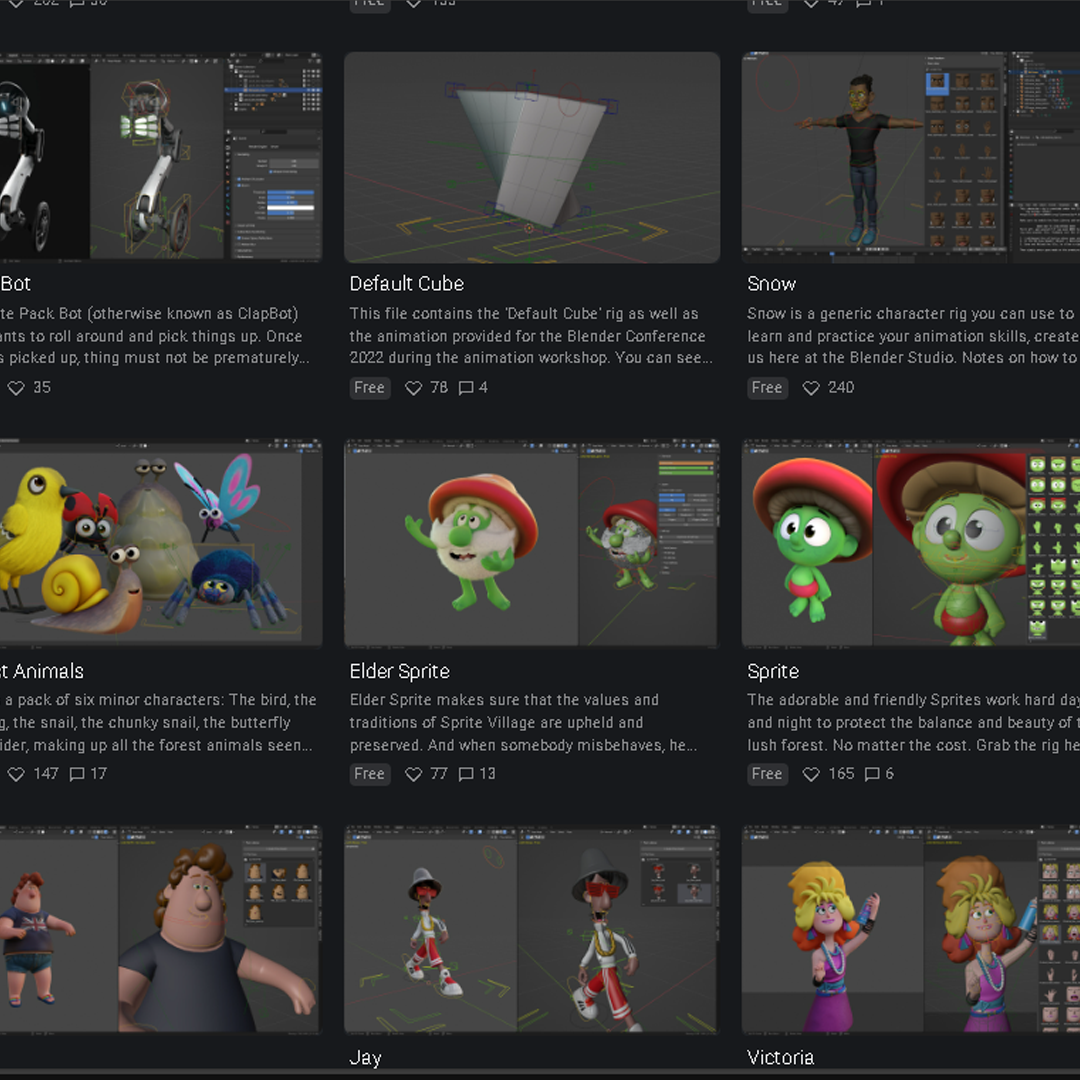 Free
Bot
te Pack Bot (otherwise known as ClapBot)
ants to roll around and pick things up. Once
s picked up, thing must not be prematurely...
35
Default Cube
This file contains the 'Default Cube' rig as well as
the animation provided for the Blender Conference
2022 during the animation workshop. You can see...
Free 78 4
Snow
Snow is a generic character rig you can use to
learn and practice your animation skills, create
us here at the Blender Studio. Notes on how to
Free 240
t Animals
a pack of six minor characters: The bird, the
g, the snail, the chunky snail, the butterfly
ider, making up all the forest animals seen...
147 17
Elder Sprite
Elder Sprite makes sure that the values and
traditions of Sprite Village are upheld and
preserved. And when somebody misbehaves, he...
Free 77 13
Sprite
The adorable and friendly Sprites work hard day
and night to protect the balance and beauty of t
lush forest. No matter the cost. Grab the rig he
Free 165 6
Jay
Victoria